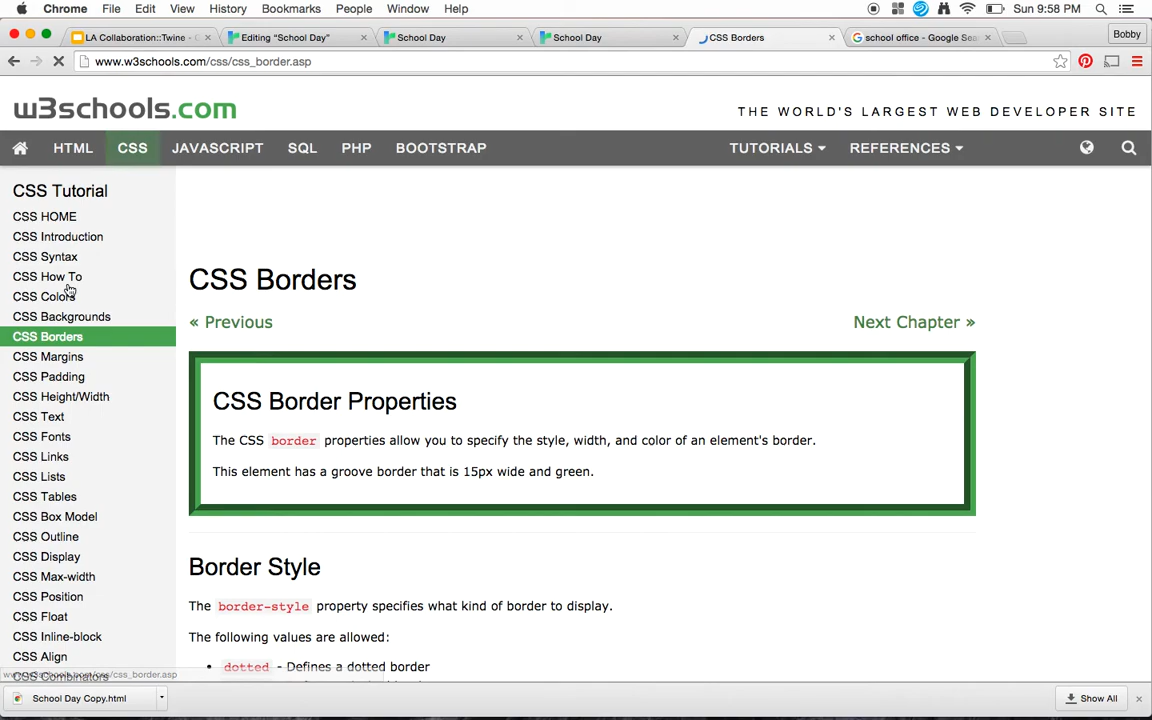 Chrome File Edit View History Bookmarks People Window Help Sun 9:58 PM
LA Collaboration::Twine - G Editing "School Day" School Day School Day CSS Borders school office - Google Sea Bobby
www.w3schools.com/css/css_border.asp
w3schools.com THE WORLD'S LARGEST WEB DEVELOPER SITE
HTML CSS JAVASCRIPT SQL PHP BOOTSTRAP TUTORIALS REFERENCES
CSS Tutorial
CSS HOME
CSS Introduction
CSS Syntax
CSS How To
CSS Colors
CSS Backgrounds
CSS Borders
CSS Margins
CSS Padding
CSS Height/Width
CSS Text
CSS Fonts
CSS Links
CSS Lists
CSS Tables
CSS Box Model
CSS Outline
CSS Display
CSS Max-width
CSS Position
CSS Float
CSS Inline-block
CSS Align
CSS Combinators
CSS Borders
« Previous Next Chapter »
CSS Border Properties
The CSS border properties allow you to specify the style, width, and color of an element's border.
This element has a groove border that is 15px wide and green.
Border Style
The border-style property specifies what kind of border to display.
The following values are allowed:
• dotted - Defines a dotted border
School Day Copy.html Show All